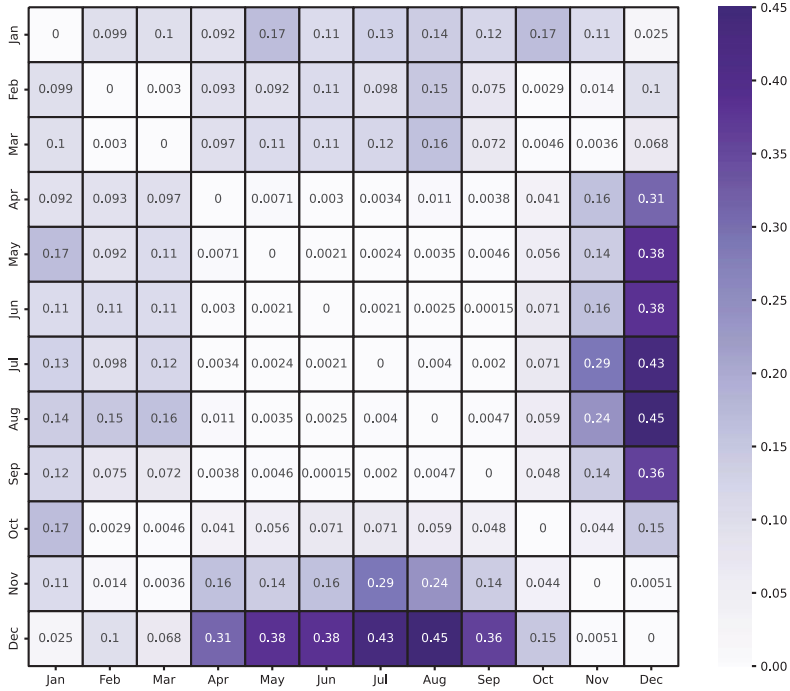 Jan 0 0.099 0.1 0.092 0.17 0.11 0.13 0.14 0.12 0.17 0.11 0.025
Feb 0.099 0 0.003 0.093 0.092 0.11 0.098 0.15 0.075 0.0029 0.014 0.1
Mar 0.1 0.003 0 0.097 0.11 0.11 0.12 0.16 0.072 0.0046 0.0036 0.068
Apr 0.092 0.093 0.097 0 0.0071 0.003 0.0034 0.011 0.0038 0.041 0.16 0.31
May 0.17 0.092 0.11 0.0071 0 0.0021 0.0024 0.0035 0.0046 0.056 0.14 0.38
Jun 0.11 0.11 0.11 0.003 0.0021 0 0.0021 0.0025 0.00015 0.071 0.16 0.38
Jul 0.13 0.098 0.12 0.0034 0.0024 0.0021 0 0.004 0.002 0.071 0.29 0.43
Aug 0.14 0.15 0.16 0.011 0.0035 0.0025 0.004 0 0.0047 0.059 0.24 0.45
Sep 0.12 0.075 0.072 0.0038 0.0046 0.00015 0.002 0.0047 0 0.048 0.14 0.36
Oct 0.17 0.0029 0.0046 0.041 0.056 0.071 0.071 0.059 0.048 0 0.044 0.15
Nov 0.11 0.014 0.0036 0.16 0.14 0.16 0.29 0.24 0.14 0.044 0 0.0051
Dec 0.025 0.1 0.068 0.31 0.38 0.38 0.43 0.45 0.36 0.15 0.0051 0
Jan Feb Mar Apr May Jun Jul Aug Sep Oct Nov Dec
0.45
0.40
0.35
0.30
0.25
0.20
0.15
0.10
0.05
0.00